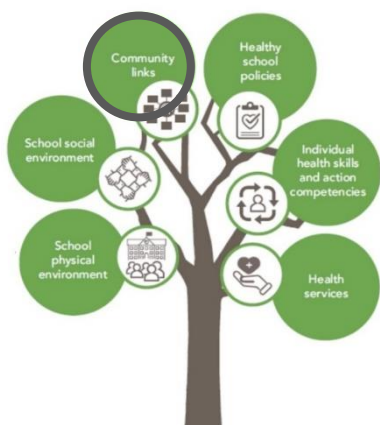 Community
links
Healthy
school
policies
School social
environment
Individual
health skills
and action
competencies
School
physical
environment
Health
services